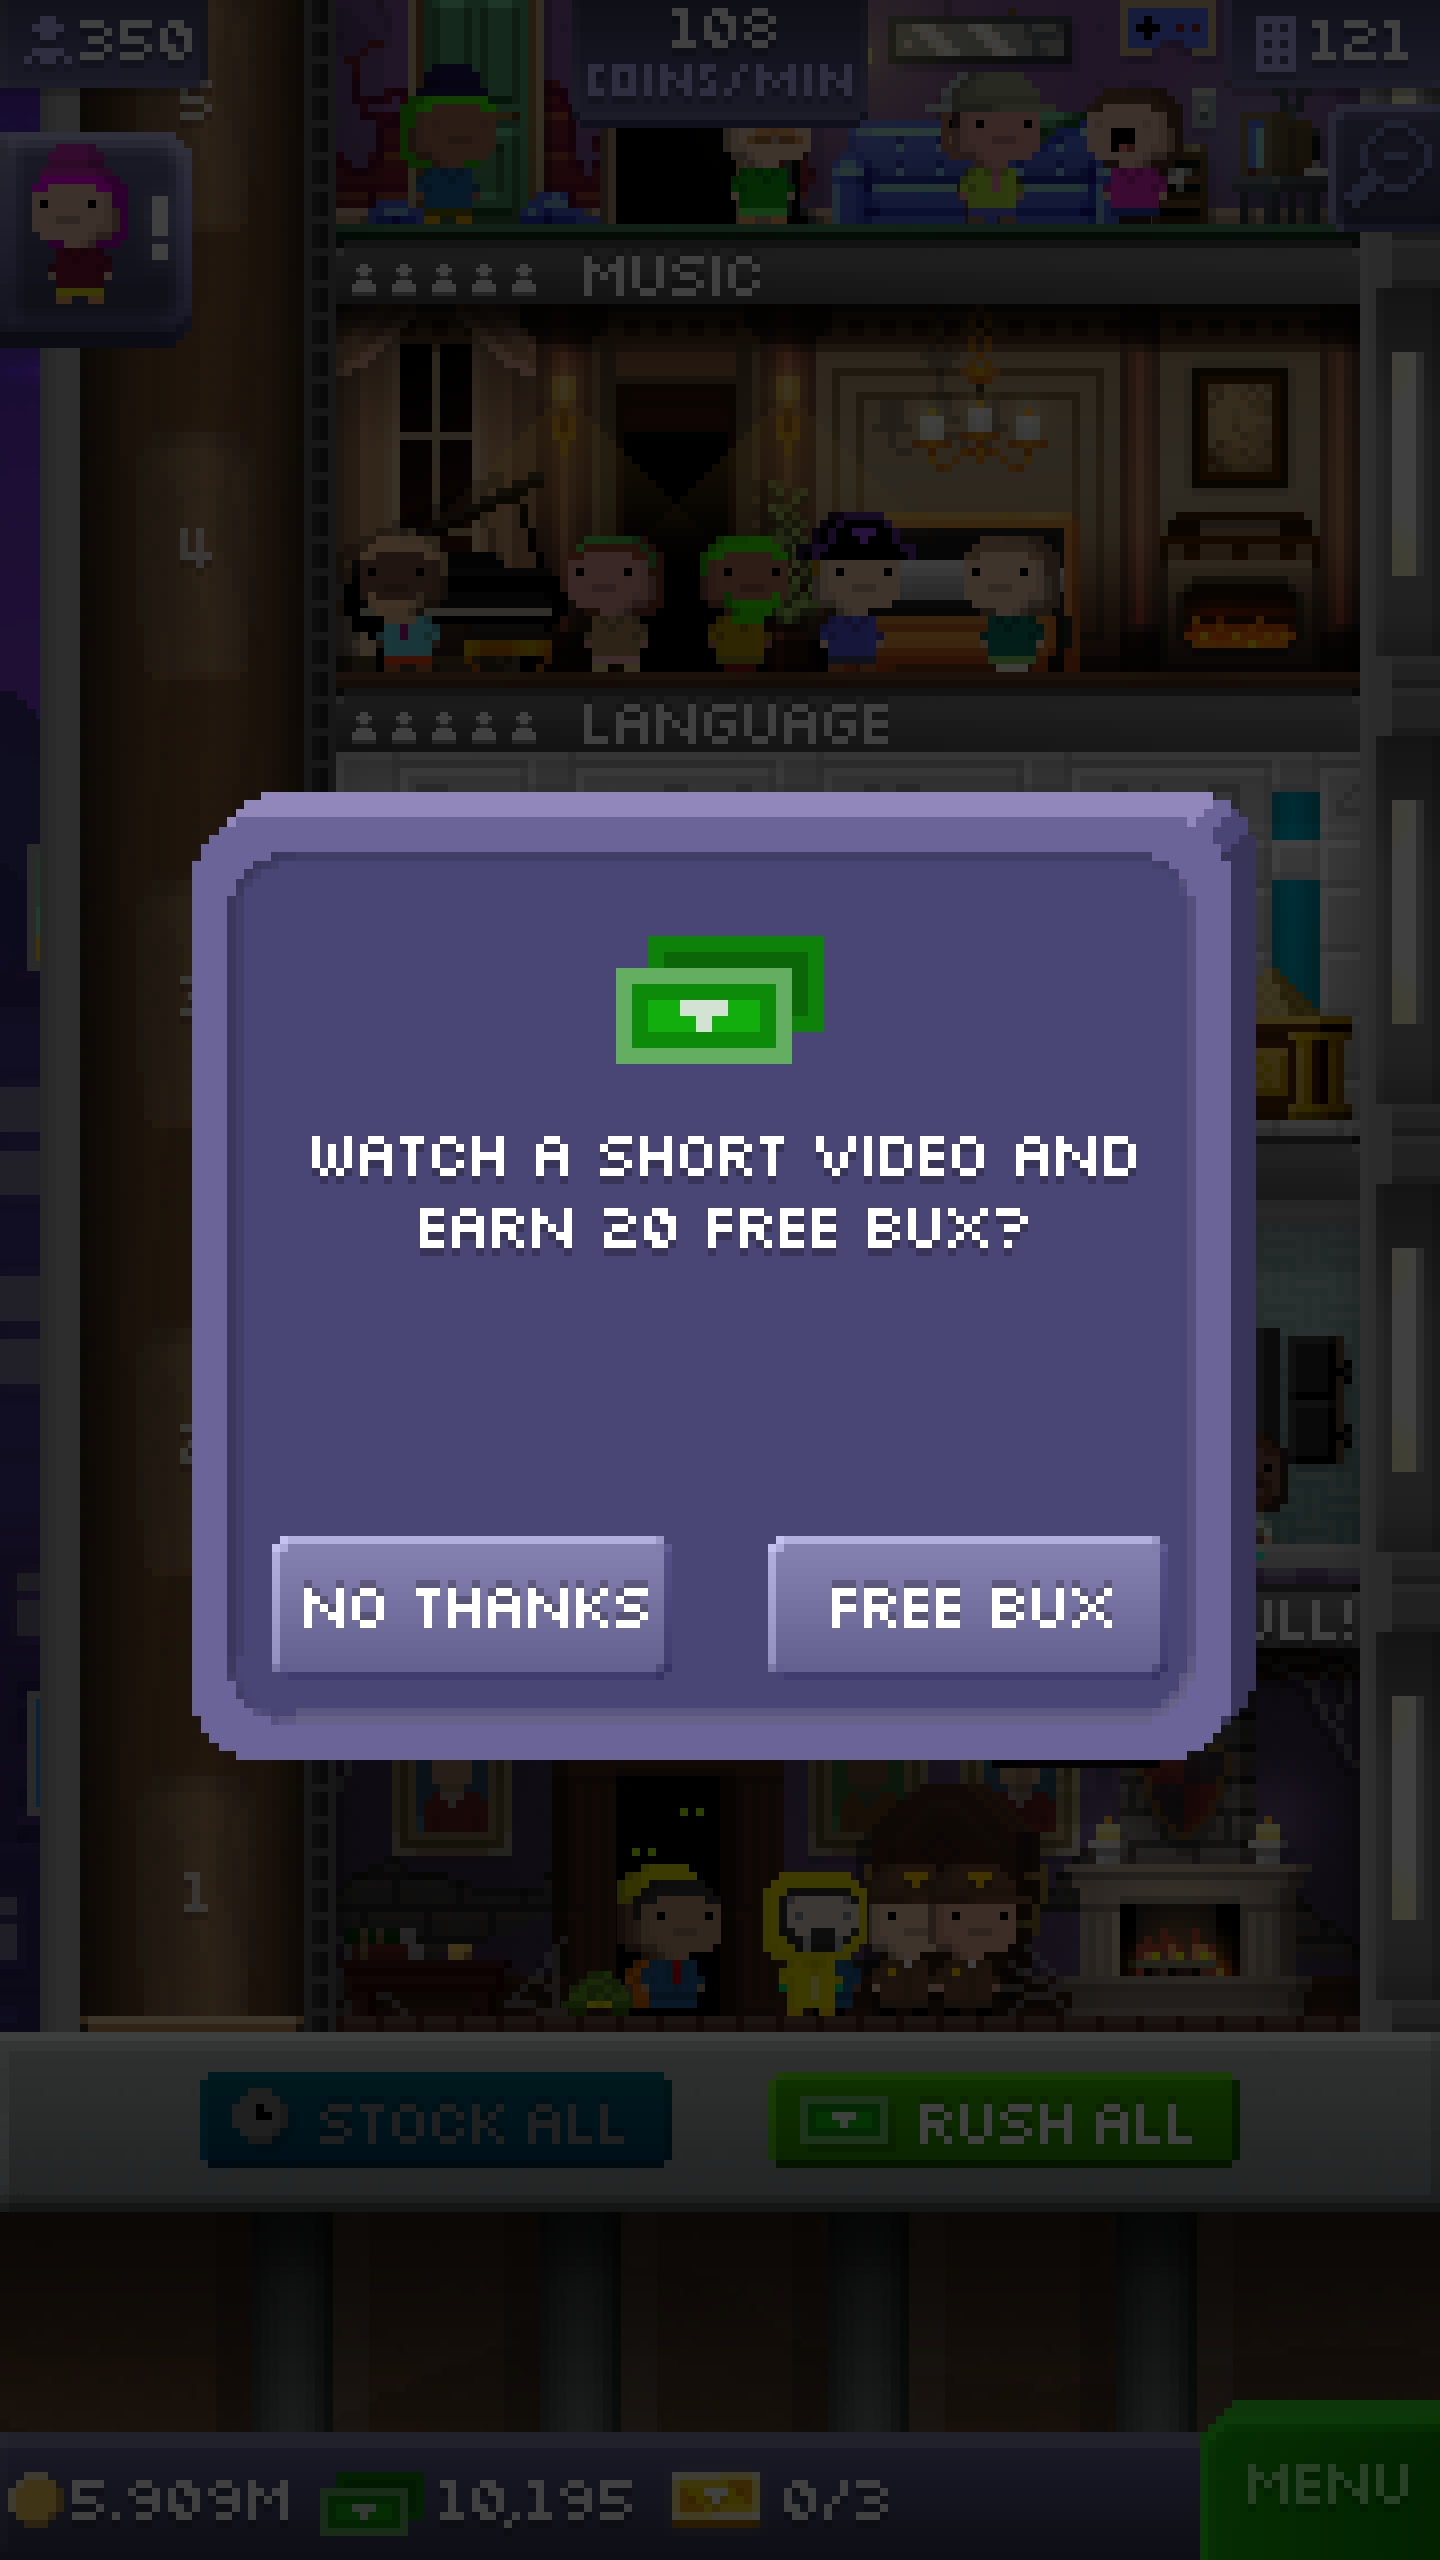 350
108
COINS/MIN
121
5
!
MUSIC
4
LANGUAGE
WATCH A SHORT VIDEO AND
EARN 20 FREE BUX?
2
NO THANKS
FREE BUX
ULL!
1
STOCK ALL
RUSH ALL
5.909M
10,195
0/3
MENU